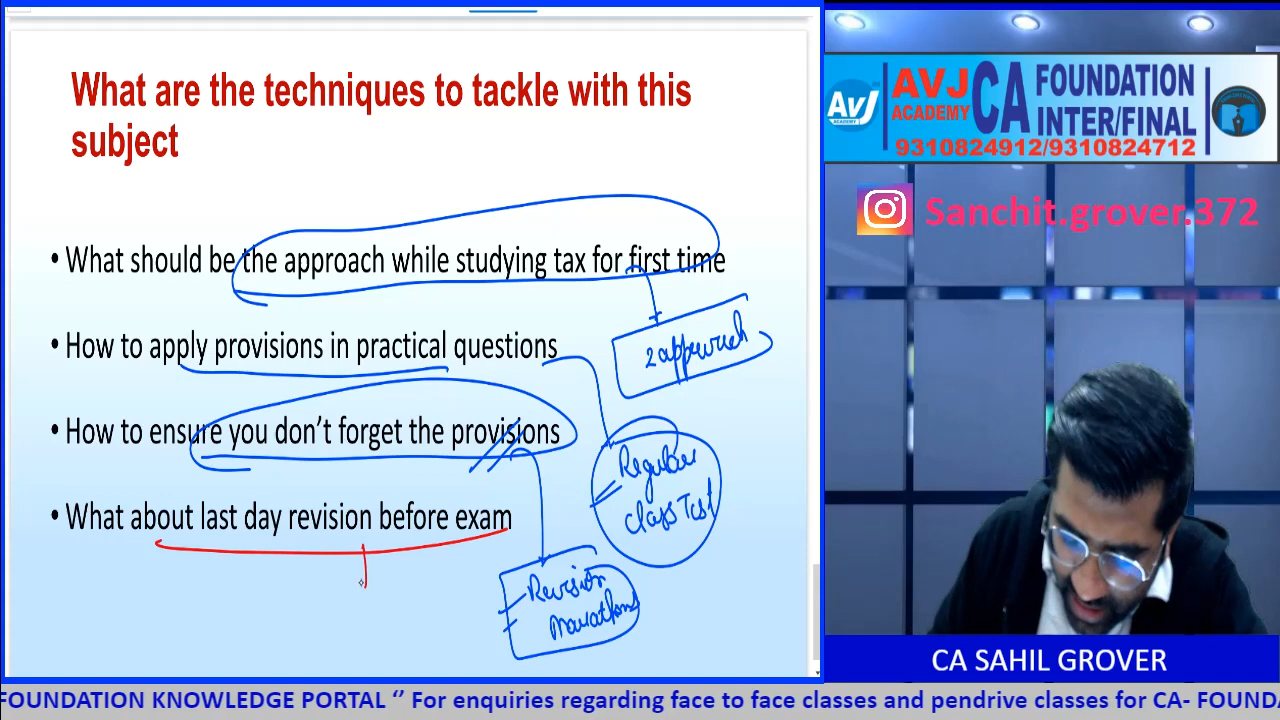 What are the techniques to tackle with this
subject
• What should be the approach while studying tax for first time
• How to apply provisions in practical questions
2 approach
• How to ensure you don't forget the provisions
Regular
Class Test
• What about last day revision before exam
Revision
Marathons
AVJ
ACADEMY
AVJ
ACADEMY
CA
FOUNDATION
INTER/FINAL
9310824912/9310824712
Sanchit.grover.372
CA SAHIL GROVER
FOUNDATION KNOWLEDGE PORTAL ‘’ For enquiries regarding face to face classes and pendrive classes for CA- FOUNDA